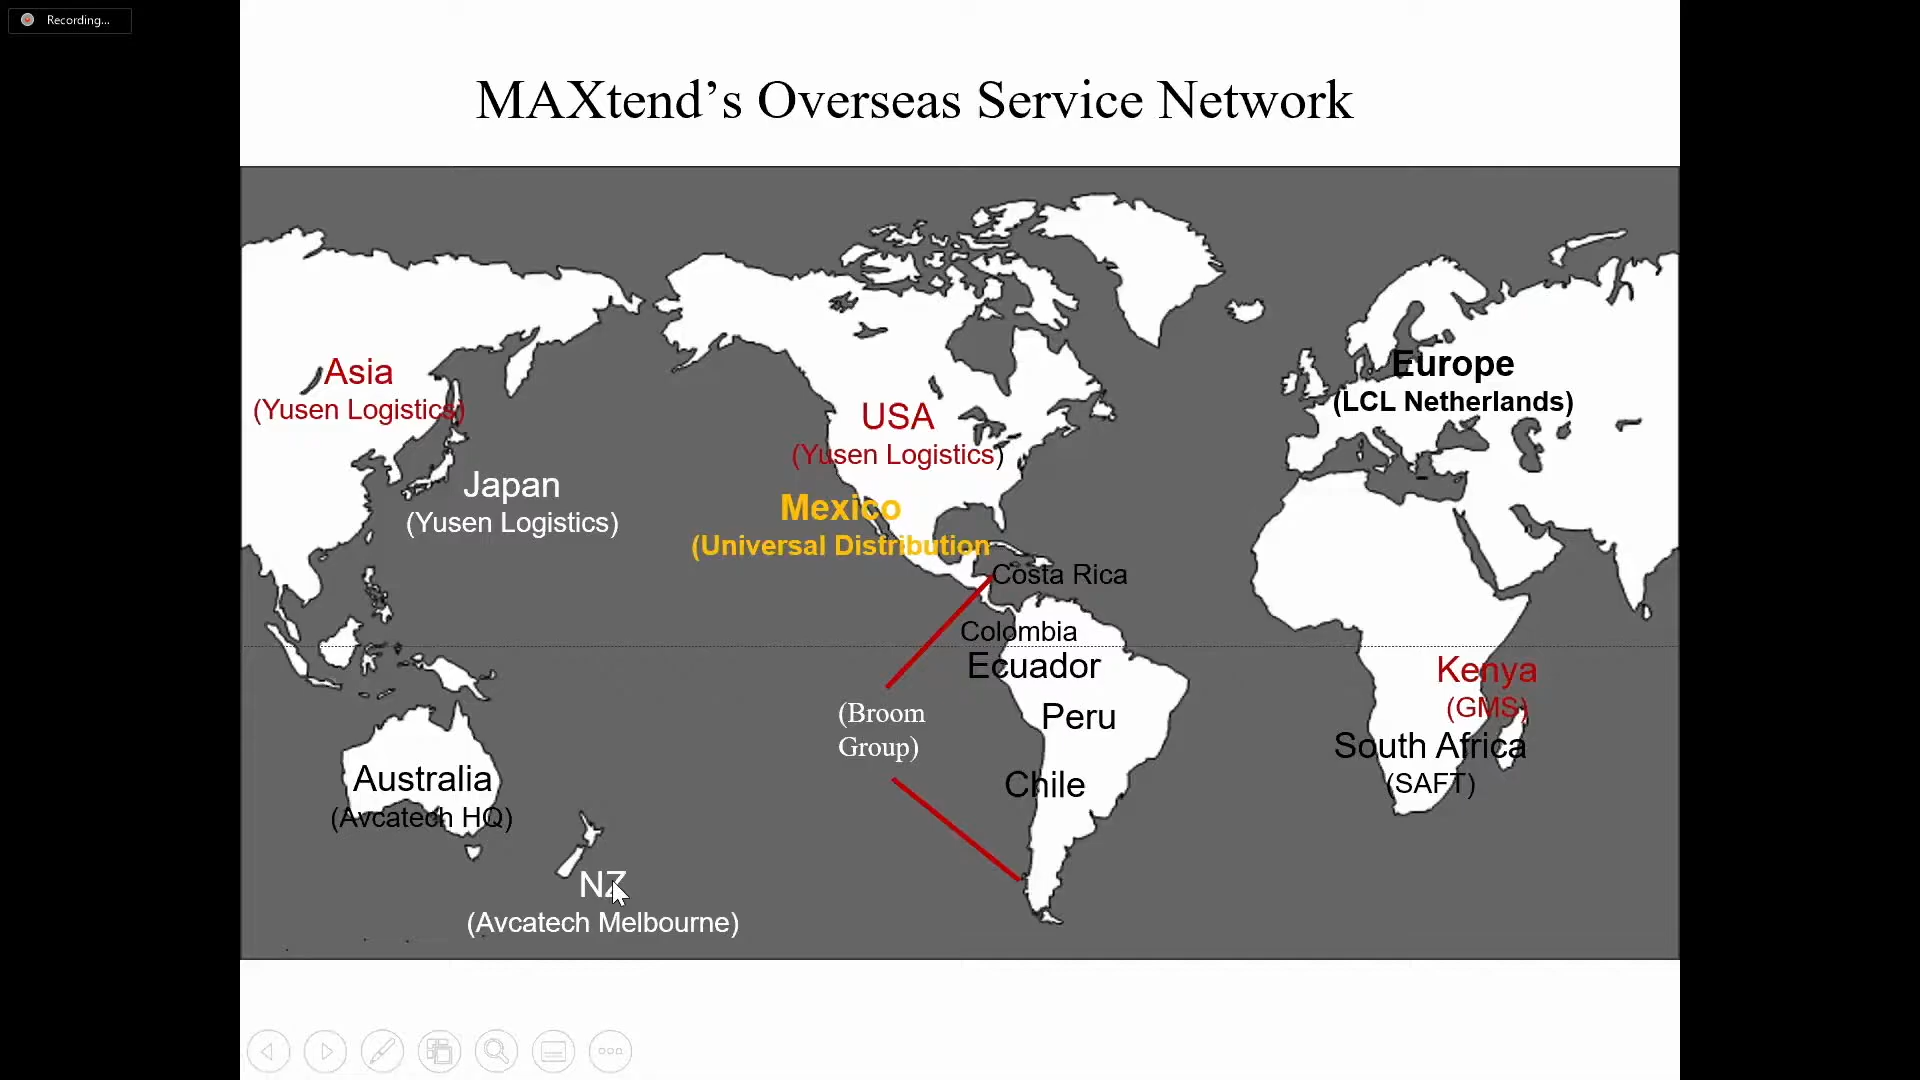 Recording...
MAXtend’s Overseas Service Network
Asia
(Yusen Logistics)
Japan
(Yusen Logistics)
USA
(Yusen Logistics)
Mexico
(Universal Distribution
Europe
(LCL Netherlands)
Costa Rica
Colombia
Ecuador
Peru
Chile
(Broom
Group)
Kenya
(GMS)
South Africa
(SAFT)
Australia
(Avcatech HQ)
NZ
(Avcatech Melbourne)